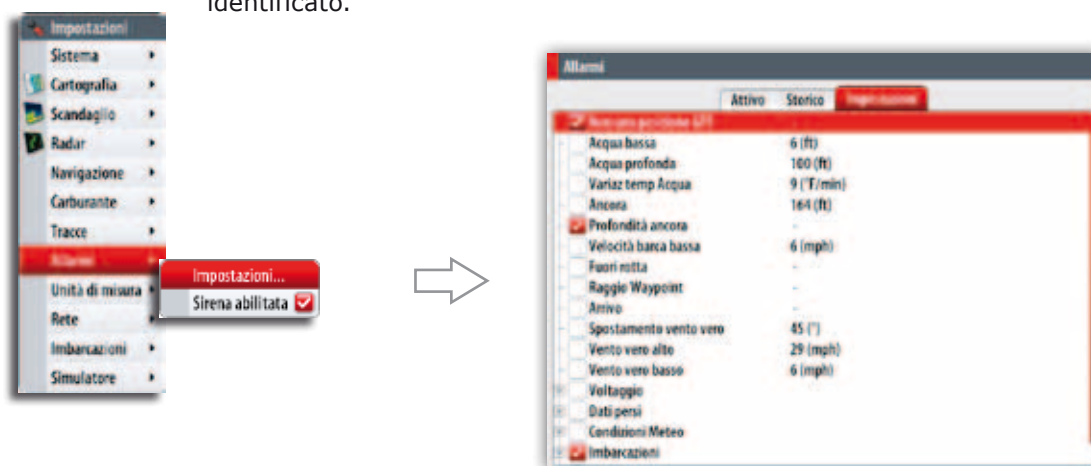 identificato.
Impostazioni
Sistema
Cartografia
Scandaglio
Radar
Navigazione
Carburante
Tracce
Allarmi
Unità di misura
Rete
Imbarcazioni
Simulatore
Impostazioni...
Sirena abilitata
Allarmi
Attivo Storico Impostazioni
Nessuna posizione GPS -
Acqua bassa 6 (ft)
Acqua profonda 100 (ft)
Variaz temp Acqua 9 (°F/min)
Ancora 164 (ft)
Profondità ancora -
Velocità barca bassa 6 (mph)
Fuori rotta -
Raggio Waypoint -
Arrivo -
Spostamento vento vero 45 (°)
Vento vero alto 29 (mph)
Vento vero basso 6 (mph)
Voltaggio
Dati persi
Condizioni Meteo
Imbarcazioni